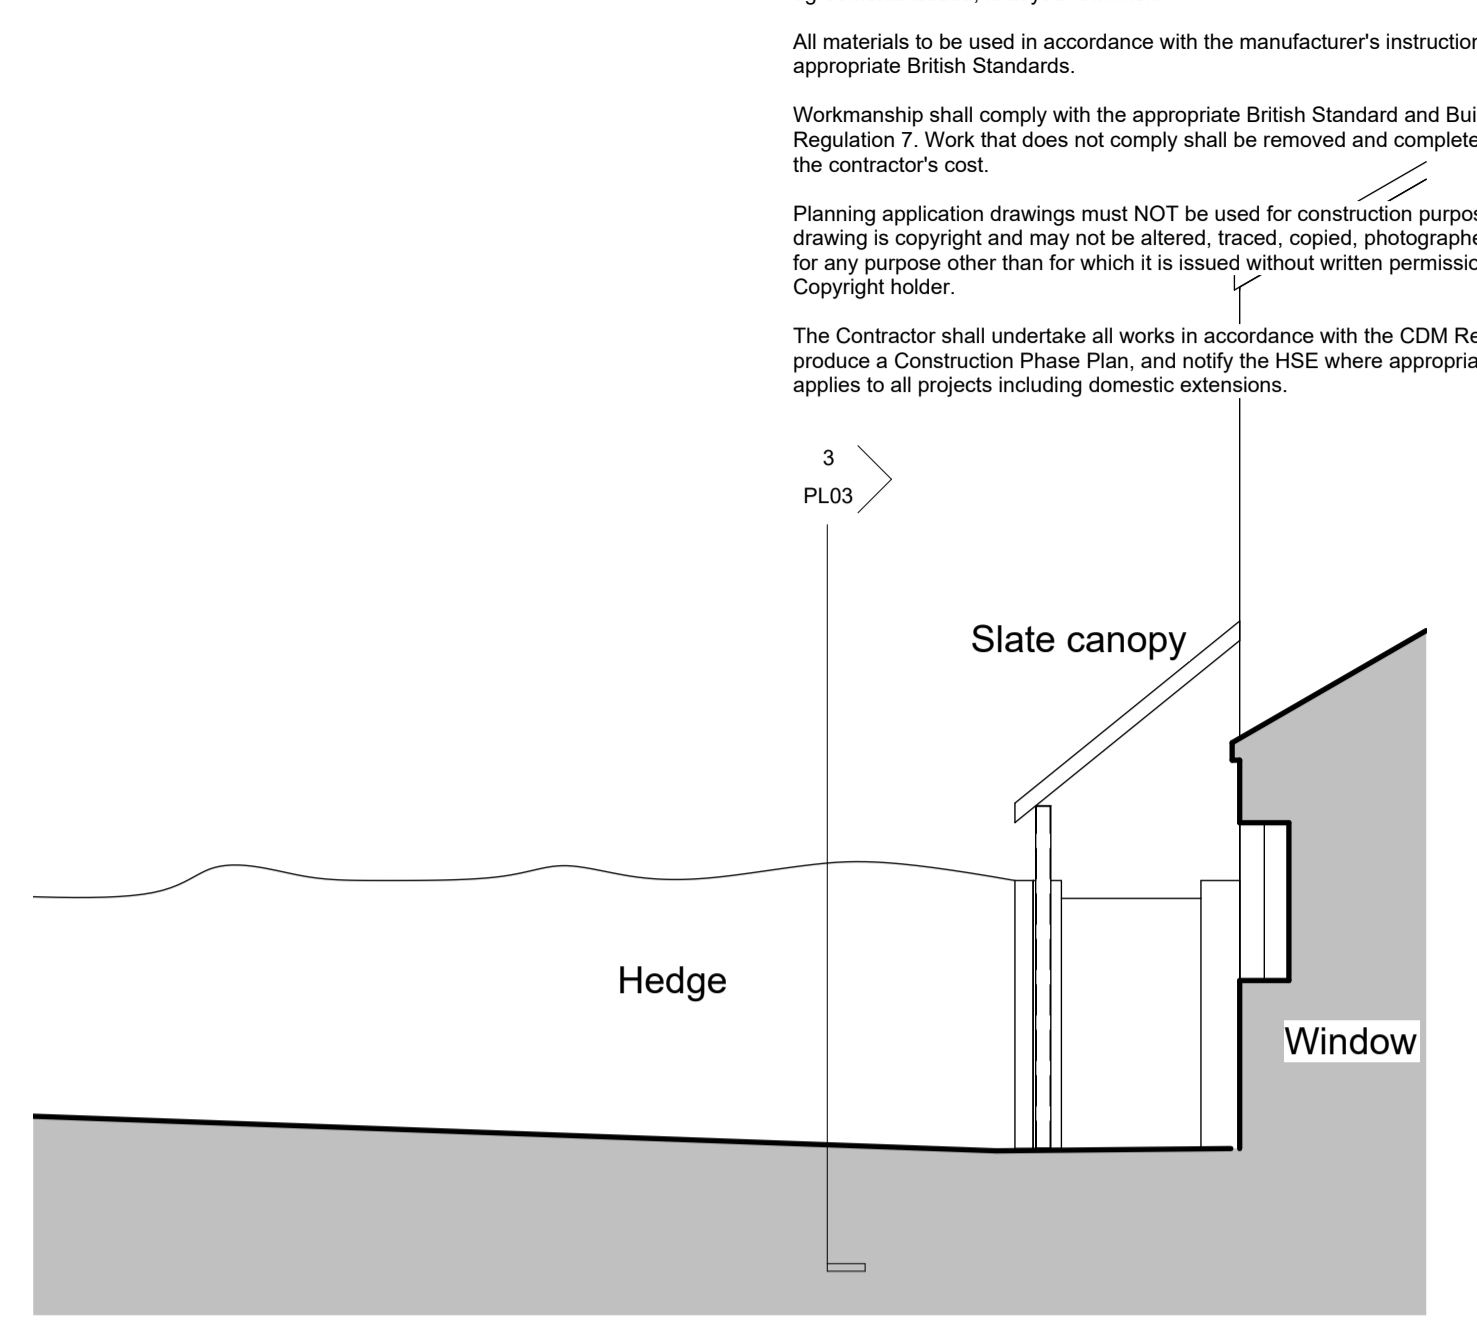 All materials to be used in accordance with the manufacturer's instruction
appropriate British Standards.
Workmanship shall comply with the appropriate British Standard and Bui
Regulation 7. Work that does not comply shall be removed and complete
the contractor's cost.
Planning application drawings must NOT be used for construction purpos
drawing is copyright and may not be altered, traced, copied, photographe
for any purpose other than for which it is issued without written permissio
Copyright holder.
The Contractor shall undertake all works in accordance with the CDM Re
produce a Construction Phase Plan, and notify the HSE where appropria
applies to all projects including domestic extensions.
3
PL03
Slate canopy
Hedge
Window